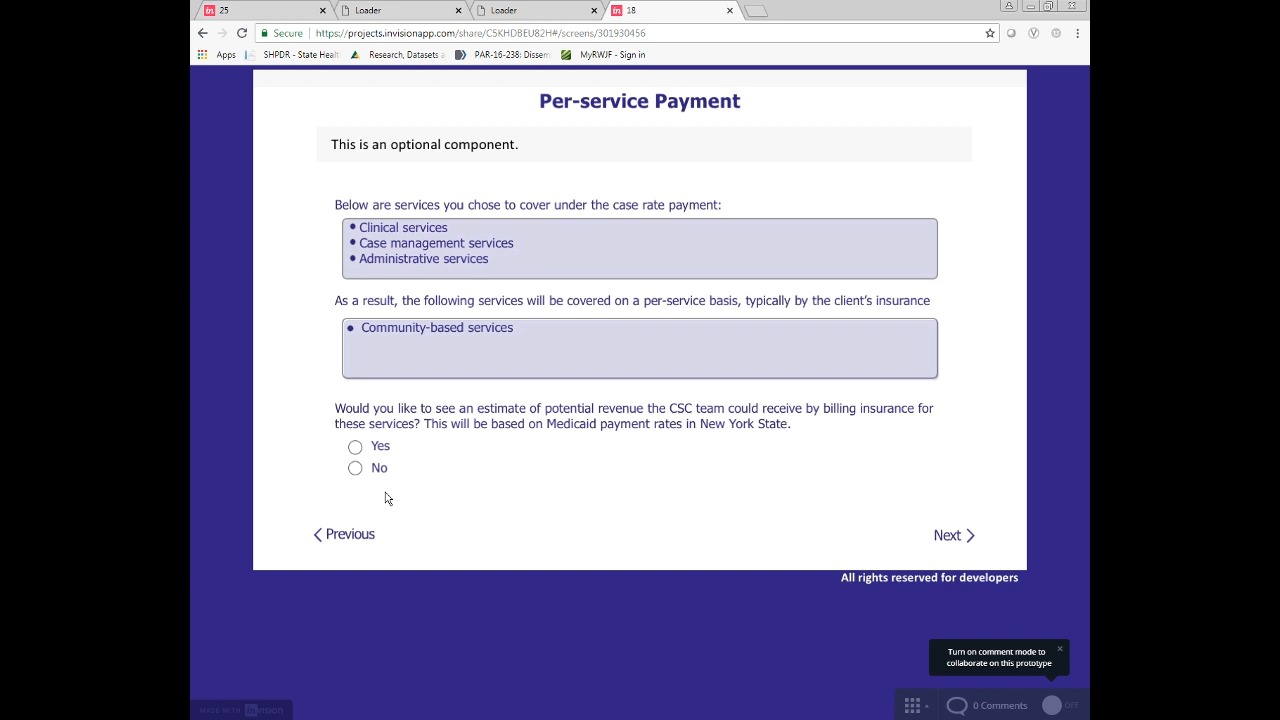 25
Loader
Loader
18
Secure
https://projects.invisionapp.com/share/C5KHDBEU82H#/screens/301930456
Apps
SHPDR - State Healt
Research, Datasets a
PAR-16-238: Dissem
MyRWJF - Sign in
Per-service Payment
This is an optional component.
Below are services you chose to cover under the case rate payment:
• Clinical services
• Case management services
• Administrative services
As a result, the following services will be covered on a per-service basis, typically by the client's insurance
• Community-based services
Would you like to see an estimate of potential revenue the CSC team could receive by billing insurance for
these services? This will be based on Medicaid payment rates in New York State.
Yes
No
Previous
Next
All rights reserved for developers
Turn on comment mode to
collaborate on this prototype
MADE WITH invision
0 Comments
OFF